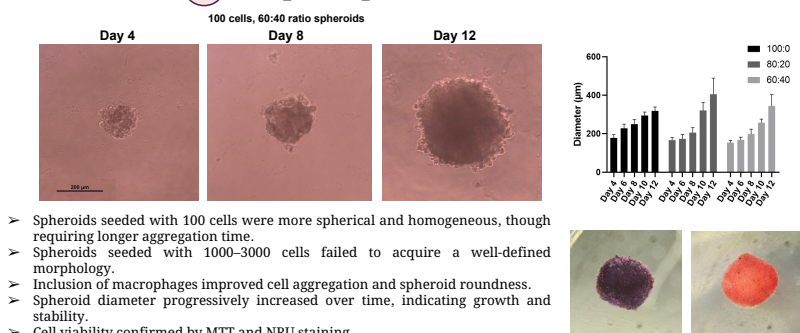 100 cells, 60:40 ratio spheroids
Day 4
Day 8
Day 12
200 µm
➢ Spheroids seeded with 100 cells were more spherical and homogeneous, though
requiring longer aggregation time.
➢ Spheroids seeded with 1000–3000 cells failed to acquire a well-defined
morphology.
➢ Inclusion of macrophages improved cell aggregation and spheroid roundness.
➢ Spheroid diameter progressively increased over time, indicating growth and
stability.
➢ Cell viability confirmed by MTT and NRU staining.
100:0
80:20
60:40
Diameter (µm)
600
400
200
0
Day 4
Day 6
Day 8
Day 10
Day 12
Day 4
Day 6
Day 8
Day 10
Day 12
Day 4
Day 6
Day 8
Day 10
Day 12